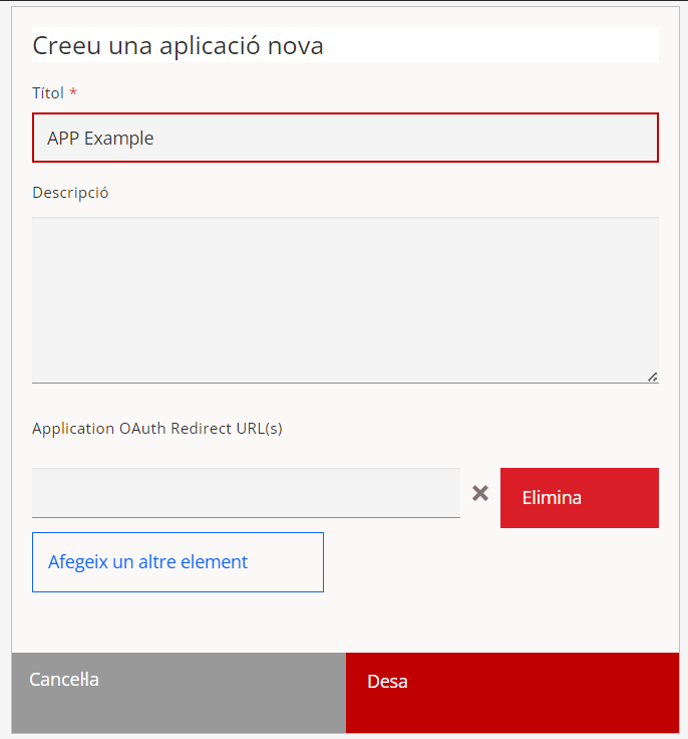 Creeu una aplicació nova
Títol *
APP Example
Descripció
Application OAuth Redirect URL(s)
Elimina
Afegeix un altre element
Cancel·la
Desa